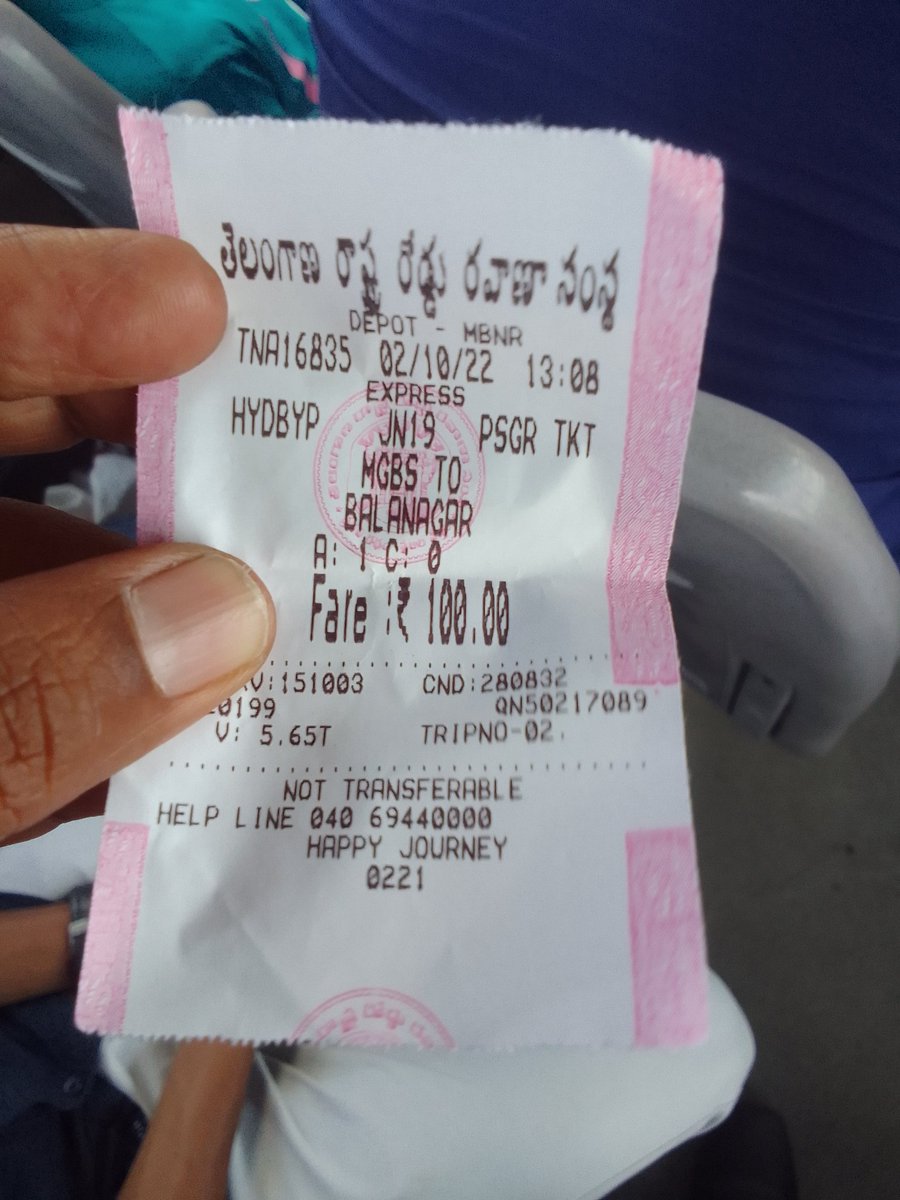 తెలంగాణ రాష్ట్ర రోడ్డు రవాణా సంస్థ
DEPOT - MBNR
TNA16835 02/10/22 13:08
EXPRESS
HYDBYP JN19 PSGR TKT
MGBS TO
BALANAGAR
A: 1 C: 0
Fare :₹ 100.00
V:151003 CND:280832
0199 QN50217089
V: 5.65T TRIPNO-02.
NOT TRANSFERABLE
HELP LINE 040 69440000
HAPPY JOURNEY
0221